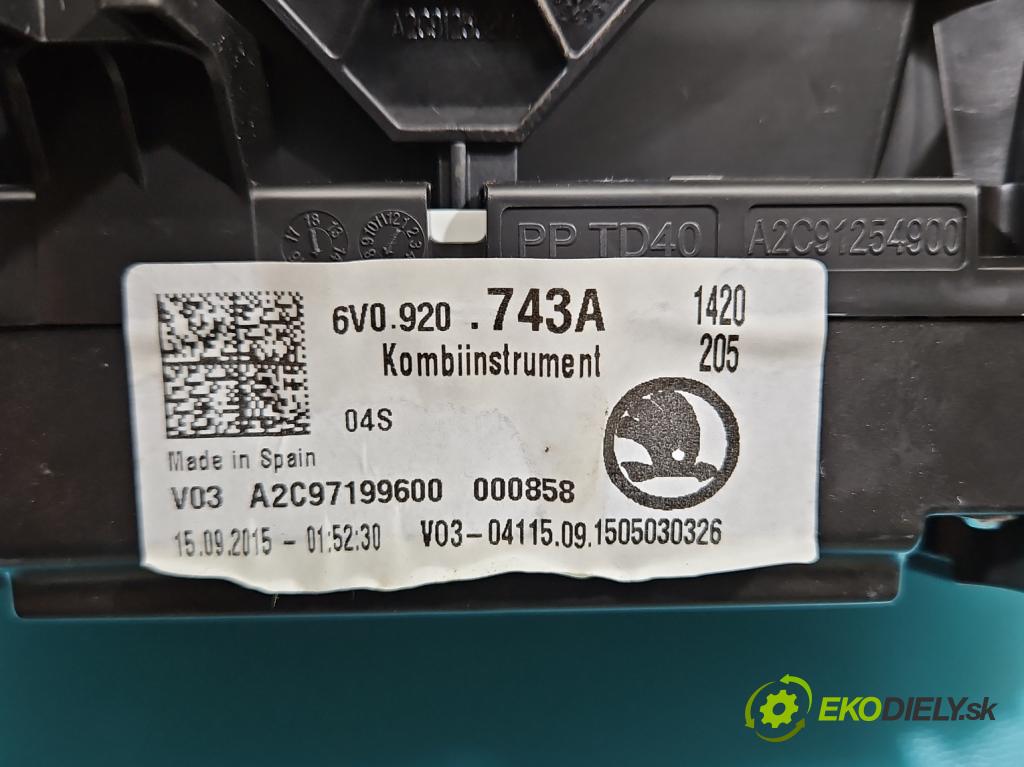 PP TD40
A2C91254900
6V0.920 .743A 1420
Kombiinstrument 205
04S
Made in Spain
V03 A2C97199600 000858
15.09.2015 - 01:52:30 V03-04115.09.1505030326
EKODIELY.sk